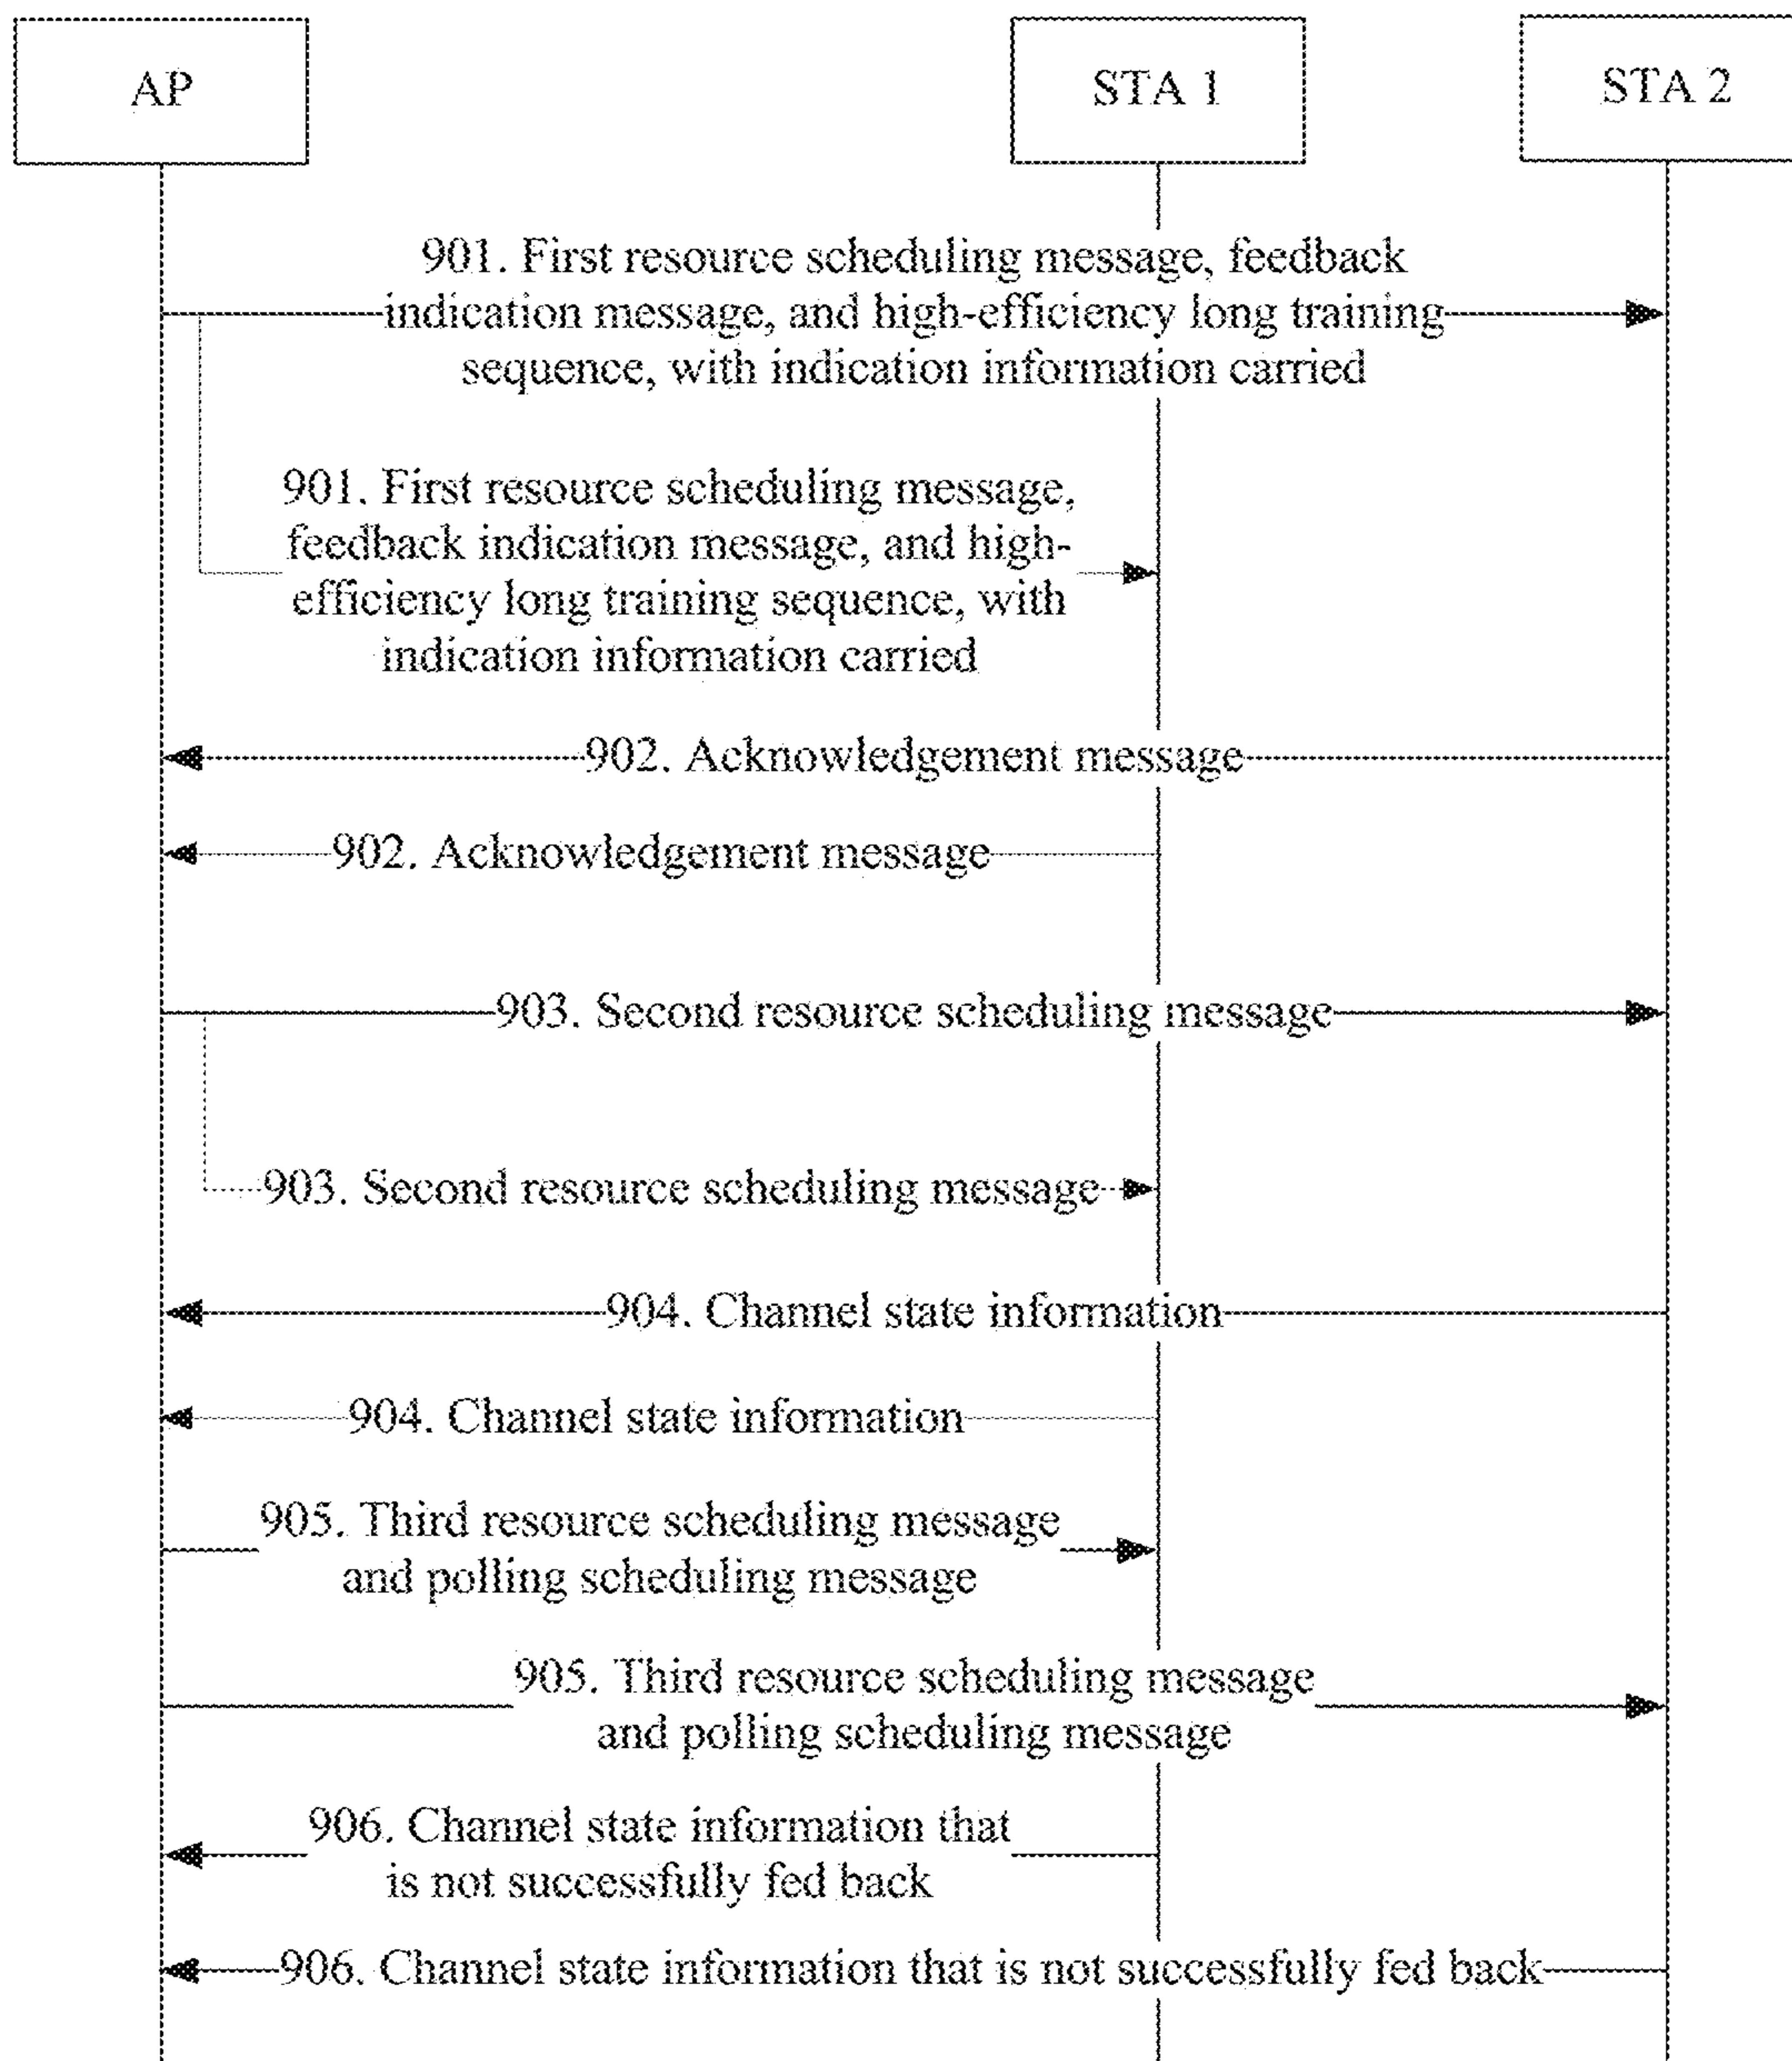 AP
STA 1
STA 2
901. First resource scheduling message, feedback
indication message, and high-efficiency long training
sequence, with indication information carried
901. First resource scheduling message,
feedback indication message, and high-
efficiency long training sequence, with
indication information carried
902. Acknowledgement message
902. Acknowledgement message
903. Second resource scheduling message
903. Second resource scheduling message
904. Channel state information
904. Channel state information
905. Third resource scheduling message
and polling scheduling message
905. Third resource scheduling message
and polling scheduling message
906. Channel state information that
is not successfully fed back
906. Channel state information that is not successfully fed back